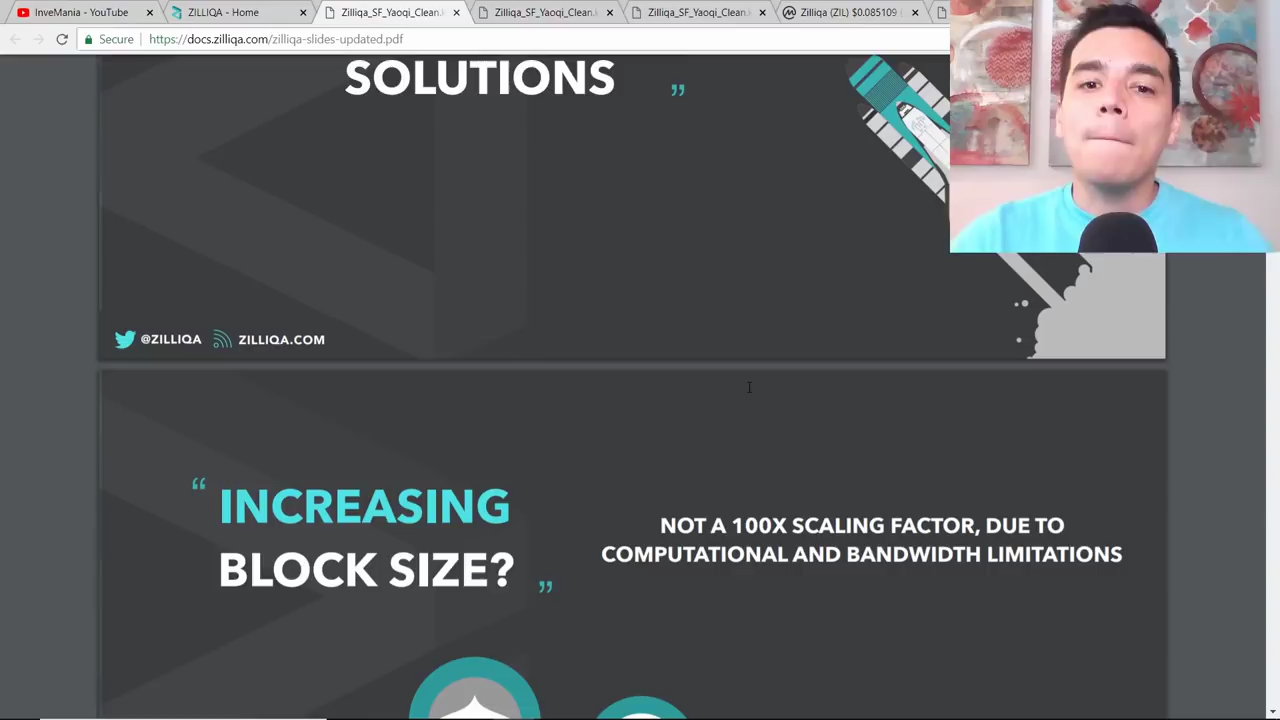 InveMania - YouTube
ZILLIQA - Home
Zilliqa_SF_Yaoqi_Clean.k
Zilliqa_SF_Yaoqi_Clean.k
Zilliqa_SF_Yaoqi_Clean.k
Zilliqa (ZIL) $0.085109
Secure
https://docs.zilliqa.com/zilliqa-slides-updated.pdf
SOLUTIONS ”
@ZILLIQA
ZILLIQA.COM
“ INCREASING
BLOCK SIZE? ”
NOT A 100X SCALING FACTOR, DUE TO
COMPUTATIONAL AND BANDWIDTH LIMITATIONS